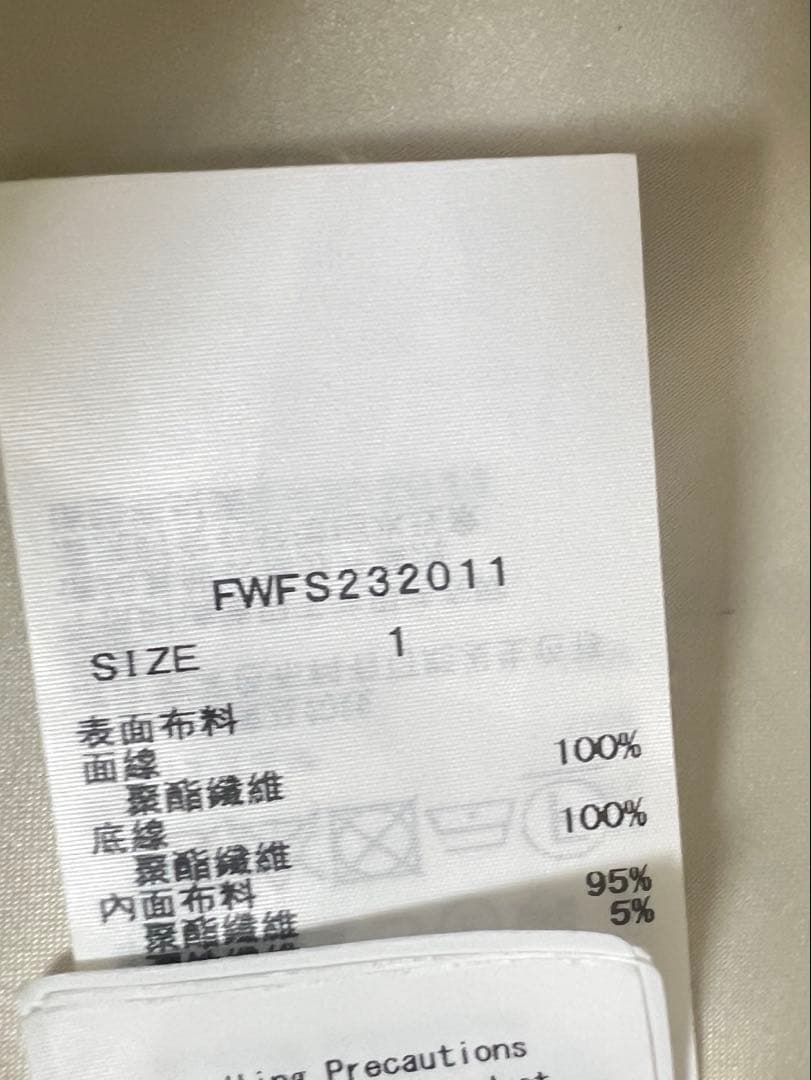 FWFS232011
SIZE 1
表面布料
面線
聚酯纖維 100%
底線
聚酯纖維 100%
內面布料
聚酯纖維 95%
5%
Precautions